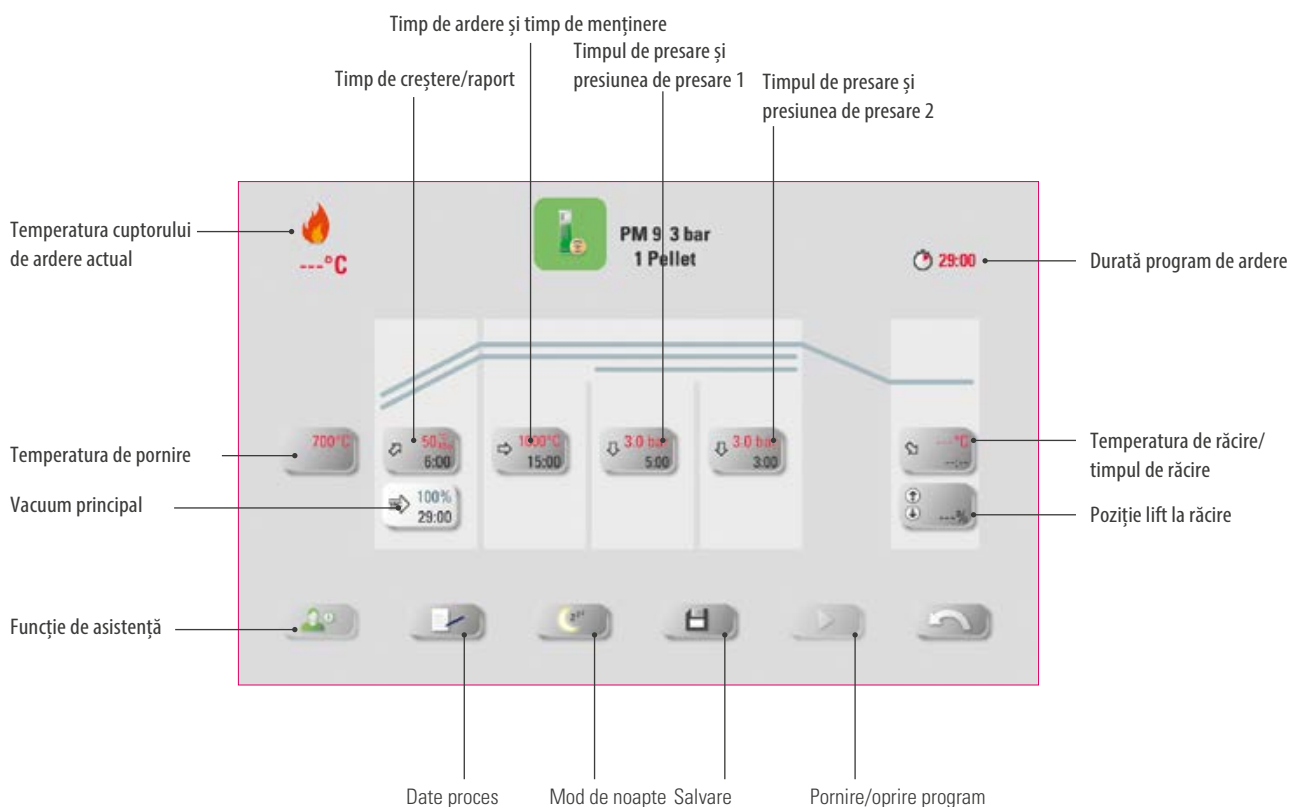 Timp de ardere și timp de menținere
Timpul de presare și
presiunea de presare 1
Timp de creștere/raport
Timpul de presare și
presiunea de presare 2
Temperatura cuptorului
de ardere actual
---°C
PM 9 3 bar
1 Pellet
29:00
Durată program de ardere
Temperatura de pornire
700°C
50
6:00
1000°C
15:00
3.0 bar
5:00
3.0 bar
3:00
---°C
--:--
Temperatura de răcire/
timpul de răcire
Vacuum principal
100%
29:00
---%
Poziție lift la răcire
Funcție de asistență
Date proces
Mod de noapte
Salvare
Pornire/oprire program